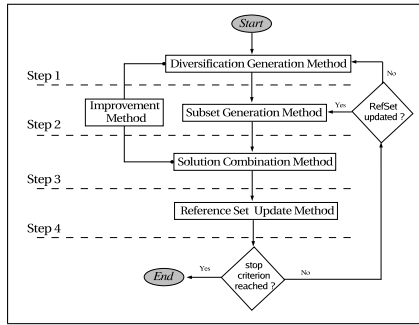 Start
Diversification Generation Method
Step 1
No
Improvement
Method
Subset Generation Method
Yes
RefSet
updated ?
Step 2
Solution Combination Method
Step 3
Reference Set Update Method
Step 4
End
Yes
stop
criterion
reached ?
No